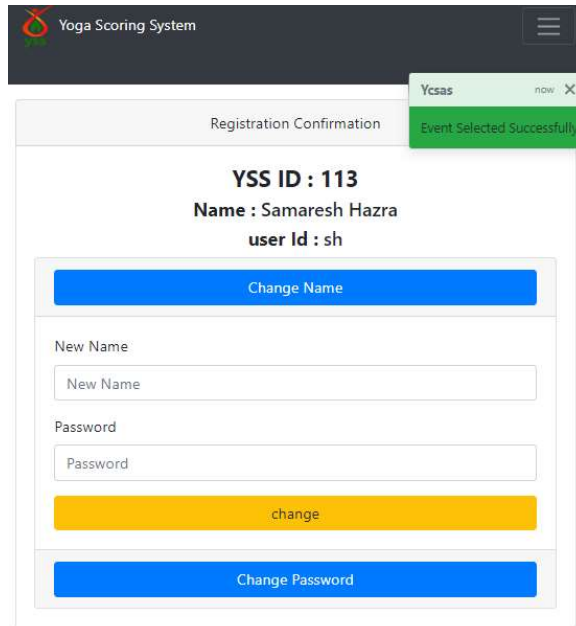 Yoga Scoring System
yss
Ycsas now X
Event Selected Successfully
Registration Confirmation
YSS ID : 113
Name : Samaresh Hazra
user Id : sh
Change Name
New Name
New Name
Password
Password
change
Change Password